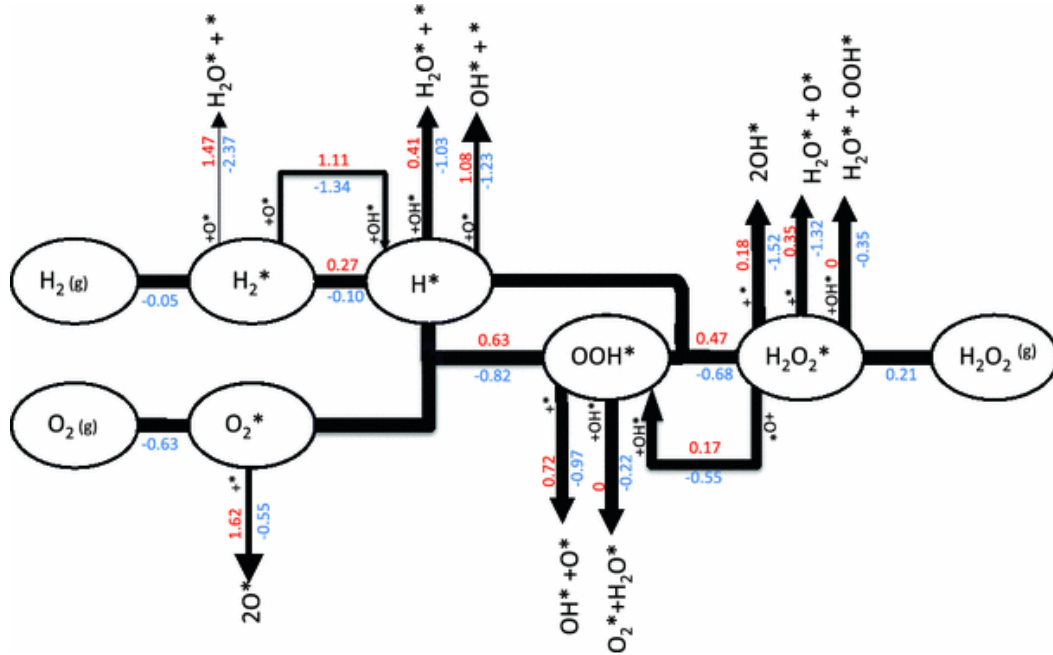 H₂O* + *
H₂O* + *
OH* + *
1.47
-2.37
+O*
1.11
-1.34
+O*
+OH*
0.41
-1.03
+OH*
1.08
-1.23
+O*
2OH*
H₂O* + O*
H₂O* + OOH*
0.18
-1.52
+*
0.35
-1.32
+*
0
-0.35
+OH*
H₂ (g)
-0.05
H₂*
0.27
-0.10
H*
0.63
-0.82
OOH*
0.47
-0.68
H₂O₂*
0.21
H₂O₂ (g)
O₂ (g)
-0.63
O₂*
+*
1.62
-0.55
2O*
+*
0.72
-0.97
OH* +O*
+OH*
0
-0.22
O₂*+H₂O*
+OH*
0.17
-0.55
+O*